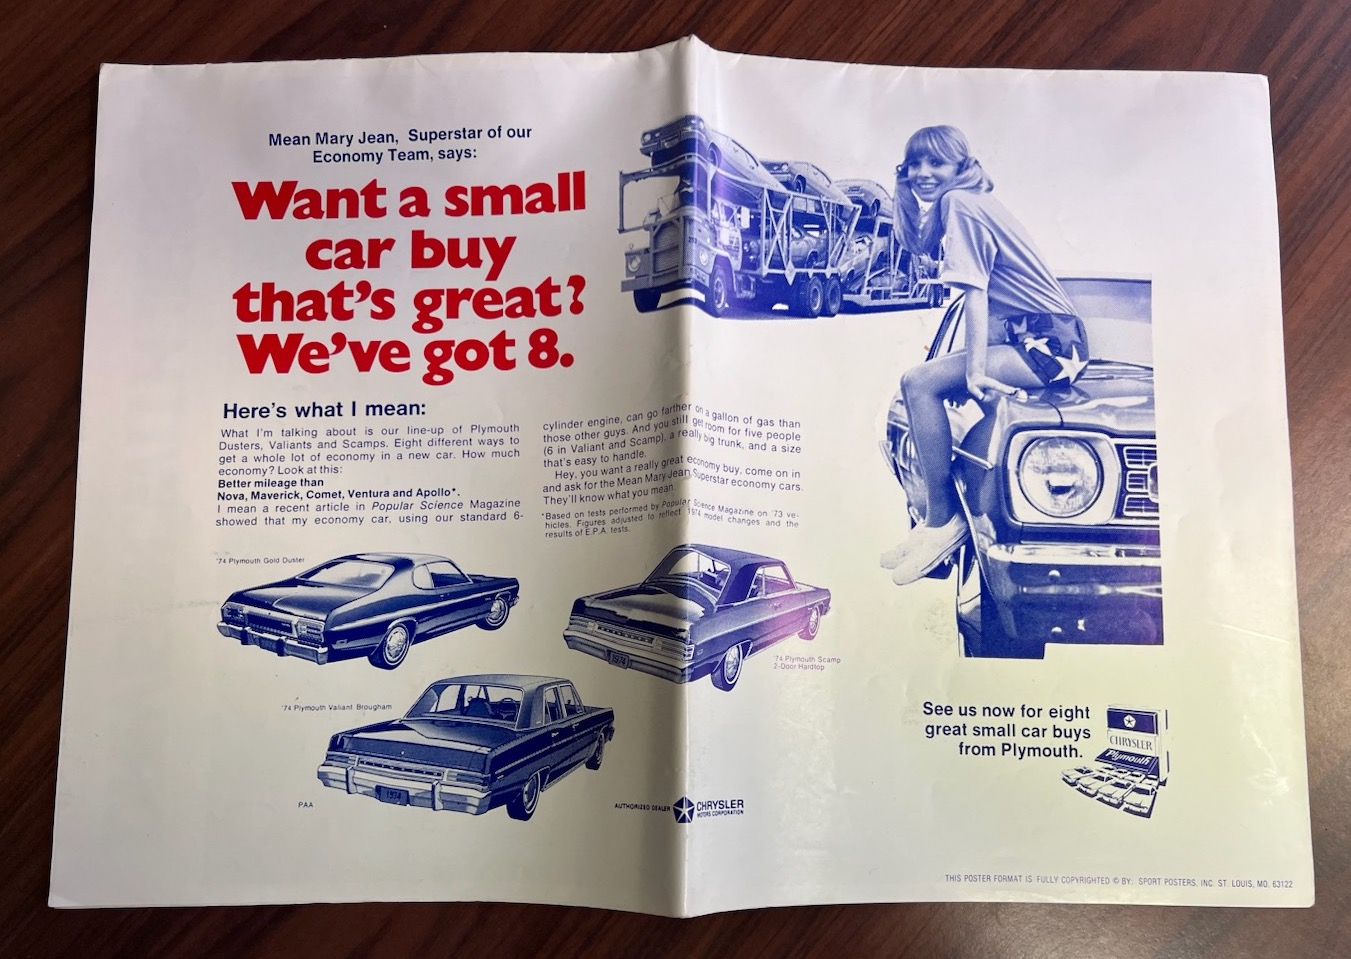 Mean Mary Jean, Superstar of our
Economy Team, says:
Want a small
car buy
that's great?
We've got 8.
Here's what I mean:
What I'm talking about is our line-up of Plymouth
Dusters, Valiants and Scamps. Eight different ways to
get a whole lot of economy in a new car. How much
economy? Look at this:
Better mileage than
Nova, Maverick, Comet, Ventura and Apollo*.
I mean a recent article in Popular Science Magazine
showed that my economy car, using our standard 6-
cylinder engine, can go farther on a gallon of gas than
those other guys. And you still get room for five people
(6 in Valiant and Scamp), a really big trunk, and a size
that's easy to handle.
Hey, you want a really great economy buy, come on in
and ask for the Mean Mary Jean Superstar economy cars.
They'll know what you mean.
*Based on tests performed by Popular Science Magazine on '73 ve-
hicles. Figures adjusted to reflect 1974 model changes and the
results of E.P.A. tests.
'74 Plymouth Gold Duster
'74 Plymouth Scamp
2-Door Hardtop
1974
'74 Plymouth Valiant Brougham
1974
See us now for eight
great small car buys
from Plymouth.
CHRYSLER
Plymouth
PAA
AUTHORIZED DEALER
CHRYSLER
MOTORS CORPORATION
THIS POSTER FORMAT IS FULLY COPYRIGHTED © BY: SPORT POSTERS, INC. ST. LOUIS, MO. 63122